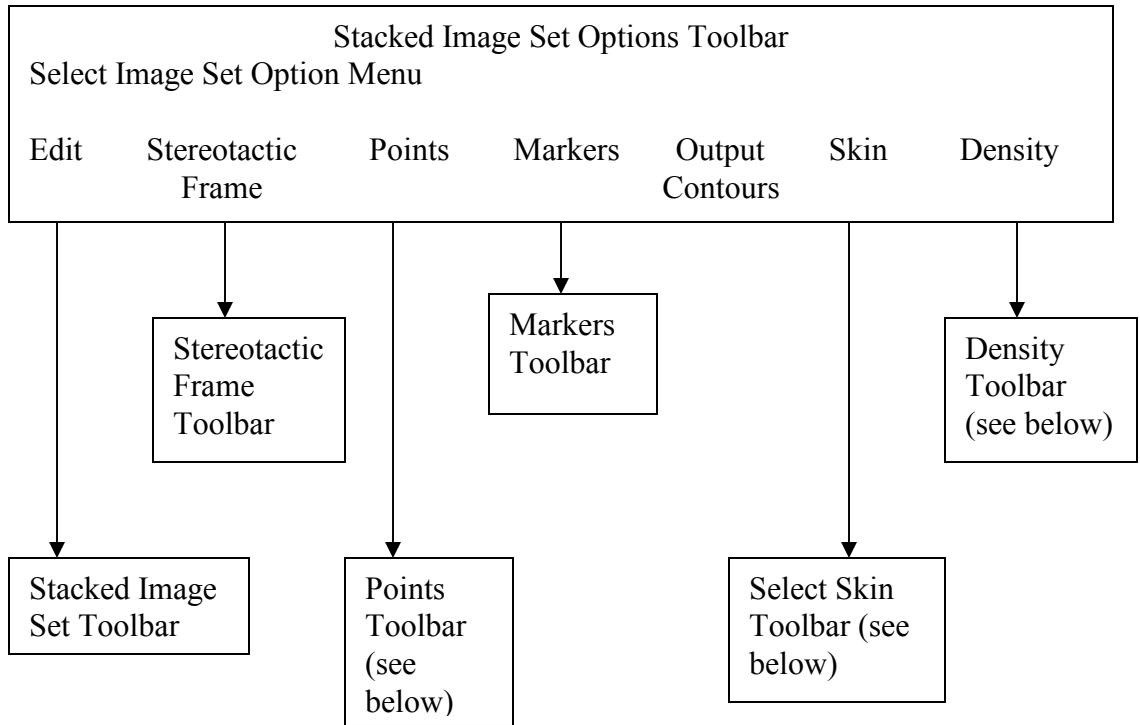 Stacked Image Set Options Toolbar
Select Image Set Option Menu
Edit Stereotactic Points Markers Output Skin Density
Frame Contours
Stereotactic
Frame
Toolbar
Markers
Toolbar
Density
Toolbar
(see below)
Stacked Image
Set Toolbar
Points
Toolbar
(see
below)
Select Skin
Toolbar (see
below)